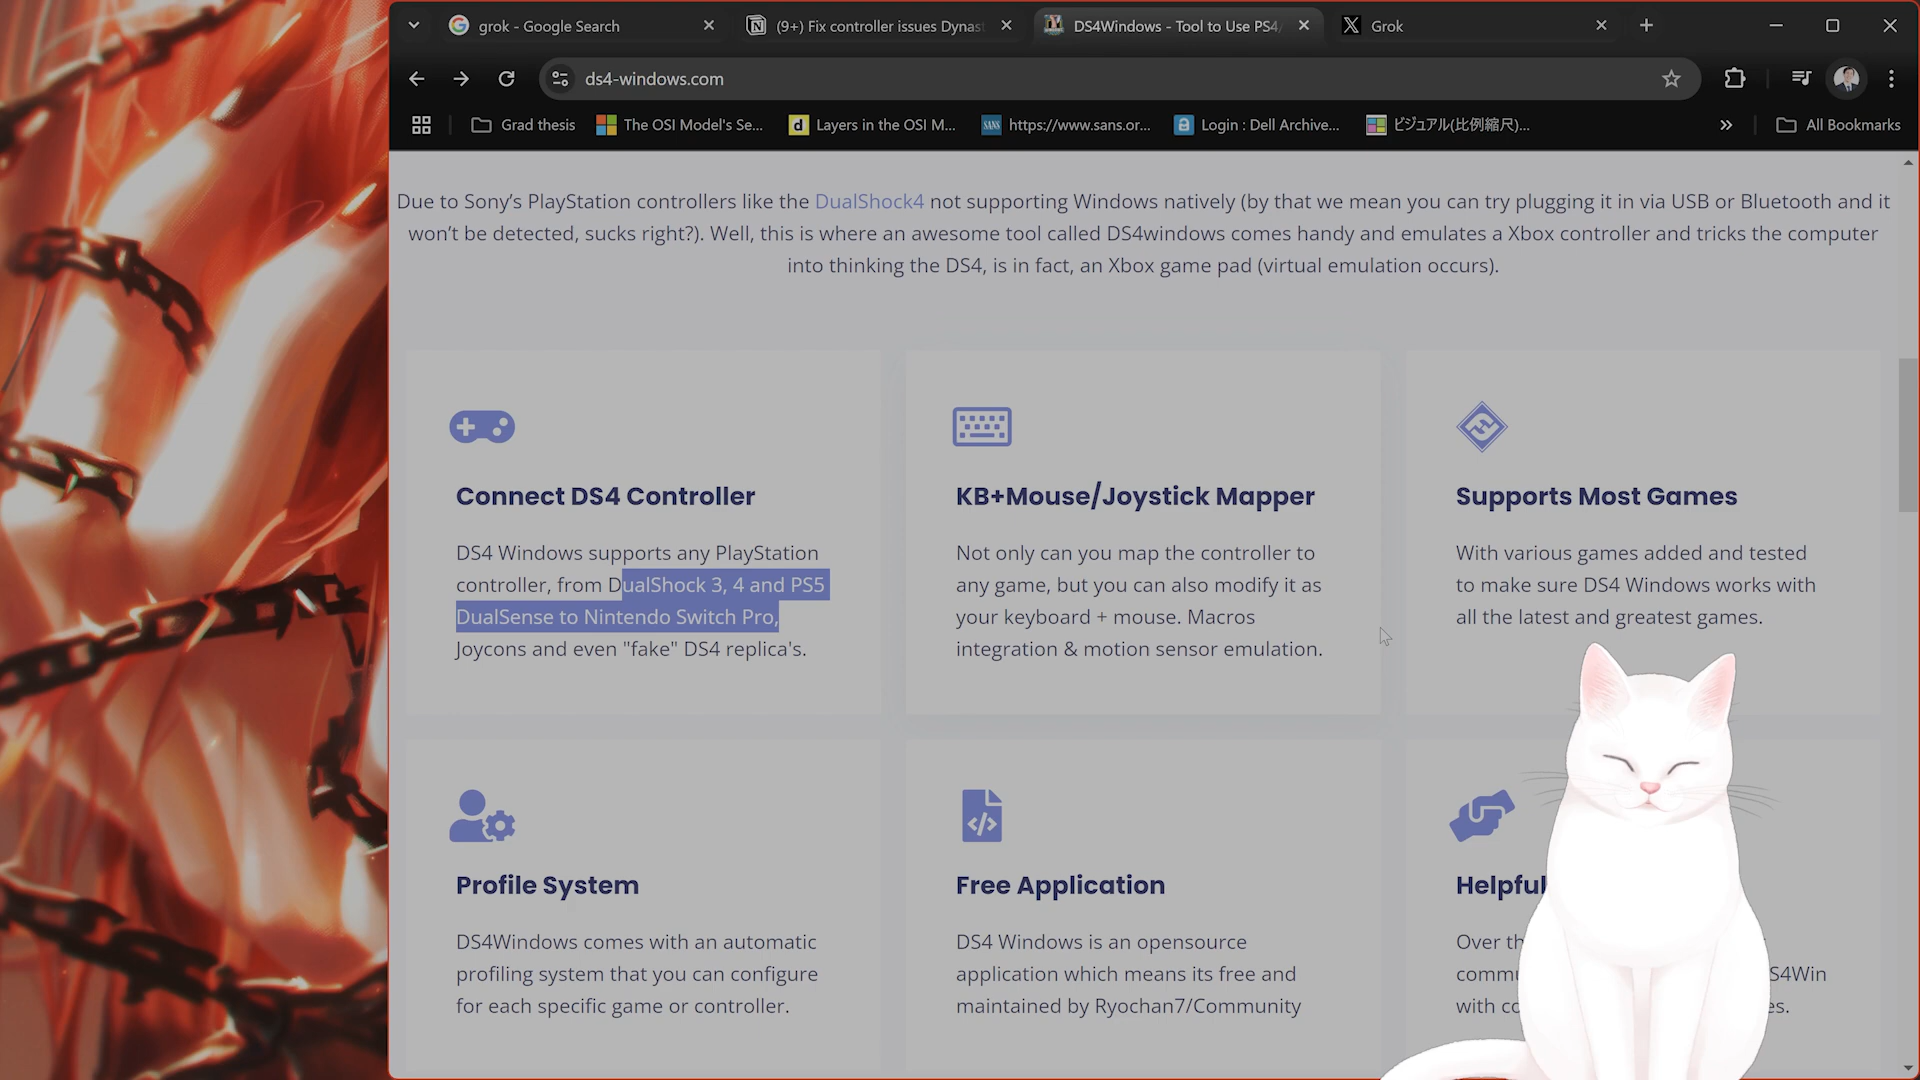 grok - Google Search
(9+) Fix controller issues Dynast
DS4Windows - Tool to Use PS4/
Grok
ds4-windows.com
Grad thesis
The OSI Model's Se...
Layers in the OSI M...
SANS
https://www.sans.or...
Login : Dell Archive...
ビジュアル(比例縮尺)...
All Bookmarks
Due to Sony's PlayStation controllers like the DualShock4 not supporting Windows natively (by that we mean you can try plugging it in via USB or Bluetooth and it
won't be detected, sucks right?). Well, this is where an awesome tool called DS4windows comes handy and emulates a Xbox controller and tricks the computer
into thinking the DS4, is in fact, an Xbox game pad (virtual emulation occurs).
Connect DS4 Controller
DS4 Windows supports any PlayStation
controller, from DualShock 3, 4 and PS5
DualSense to Nintendo Switch Pro,
Joycons and even "fake" DS4 replica's.
KB+Mouse/Joystick Mapper
Not only can you map the controller to
any game, but you can also modify it as
your keyboard + mouse. Macros
integration & motion sensor emulation.
Supports Most Games
With various games added and tested
to make sure DS4 Windows works with
all the latest and greatest games.
Profile System
DS4Windows comes with an automatic
profiling system that you can configure
for each specific game or controller.
Free Application
DS4 Windows is an opensource
application which means its free and
maintained by Ryochan7/Community
Helpful
Over
S4Win
with